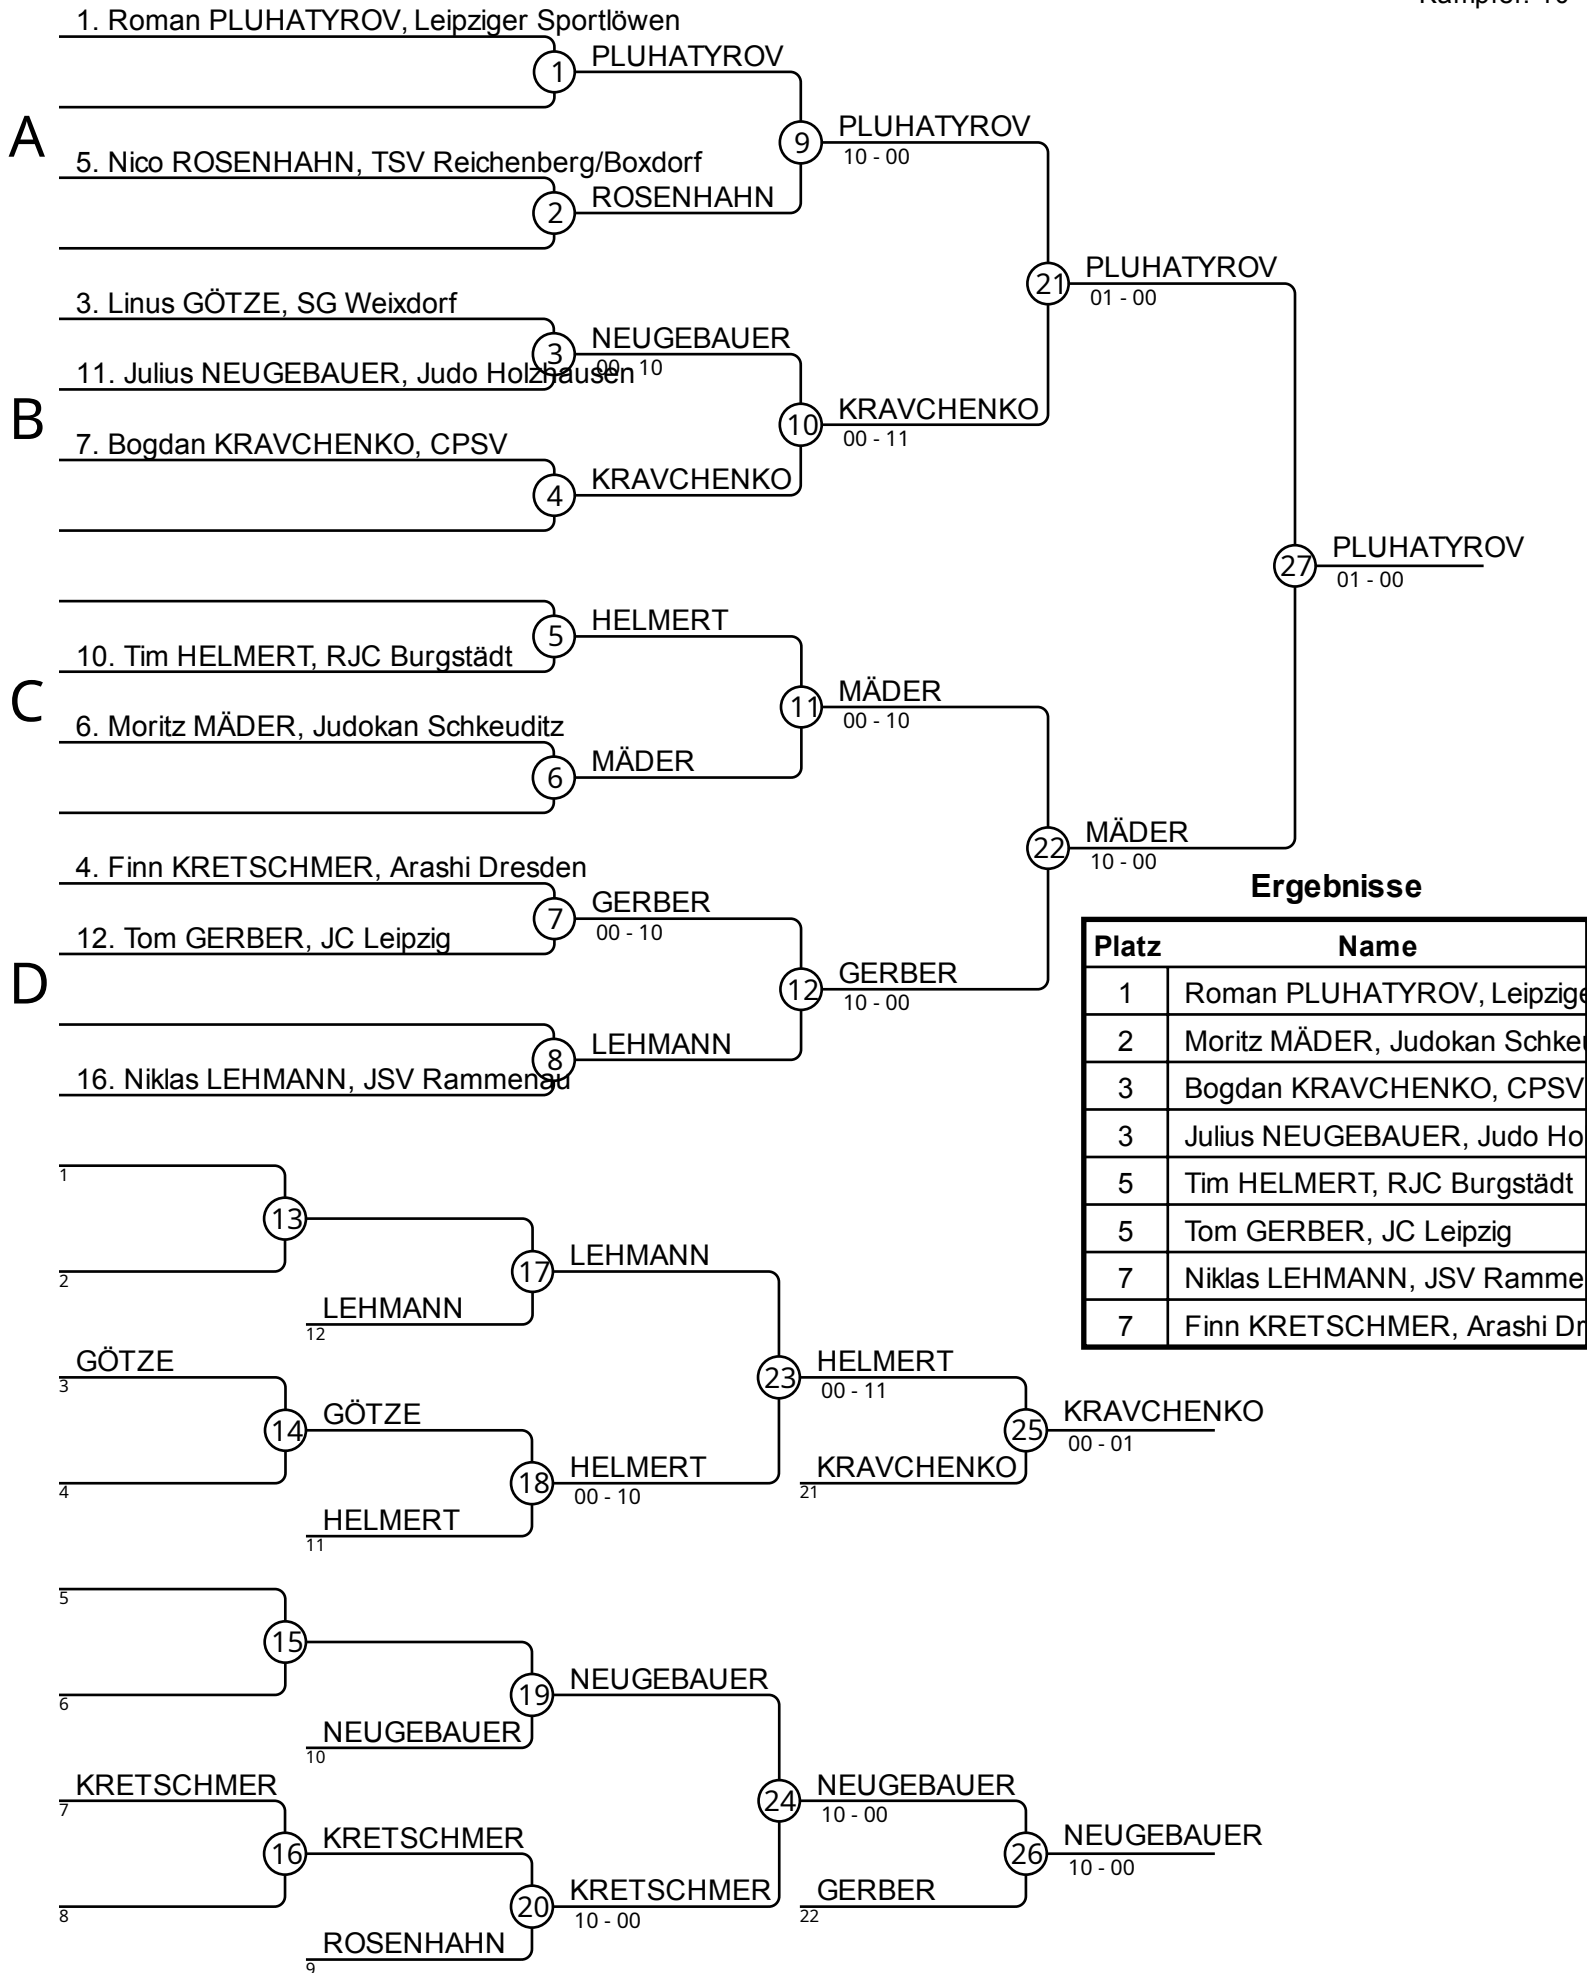 1. Roman PLUHATYROV, Leipziger Sportlöwen
1 PLUHATYROV
A
9 PLUHATYROV
10 - 00
5. Nico ROSENHAHN, TSV Reichenberg/Boxdorf
2 ROSENHAHN
21 PLUHATYROV
01 - 00
3. Linus GÖTZE, SG Weixdorf
3 NEUGEBAUER
00 - 10
11. Julius NEUGEBAUER, Judo Holzhausen
B
10 KRAVCHENKO
00 - 11
7. Bogdan KRAVCHENKO, CPSV
4 KRAVCHENKO
27 PLUHATYROV
01 - 00
5 HELMERT
10. Tim HELMERT, RJC Burgstädt
C
11 MÄDER
00 - 10
6. Moritz MÄDER, Judokan Schkeuditz
6 MÄDER
22 MÄDER
10 - 00
4. Finn KRETSCHMER, Arashi Dresden
7 GERBER
00 - 10
12. Tom GERBER, JC Leipzig
D
12 GERBER
10 - 00
8 LEHMANN
16. Niklas LEHMANN, JSV Rammenau
Ergebnisse
Platz Name
1 Roman PLUHATYROV, Leipzige
2 Moritz MÄDER, Judokan Schkeu
3 Bogdan KRAVCHENKO, CPSV
3 Julius NEUGEBAUER, Judo Ho
5 Tim HELMERT, RJC Burgstädt
5 Tom GERBER, JC Leipzig
7 Niklas LEHMANN, JSV Ramme
7 Finn KRETSCHMER, Arashi Dr
1
13
2
17 LEHMANN
LEHMANN
12
GÖTZE
3
23 HELMERT
00 - 11
14 GÖTZE
25 KRAVCHENKO
00 - 01
4
18 HELMERT
00 - 10
KRAVCHENKO
21
HELMERT
11
5
15
6
19 NEUGEBAUER
NEUGEBAUER
10
KRETSCHMER
7
24 NEUGEBAUER
10 - 00
16 KRETSCHMER
26 NEUGEBAUER
10 - 00
8
20 KRETSCHMER
10 - 00
GERBER
22
ROSENHAHN
9